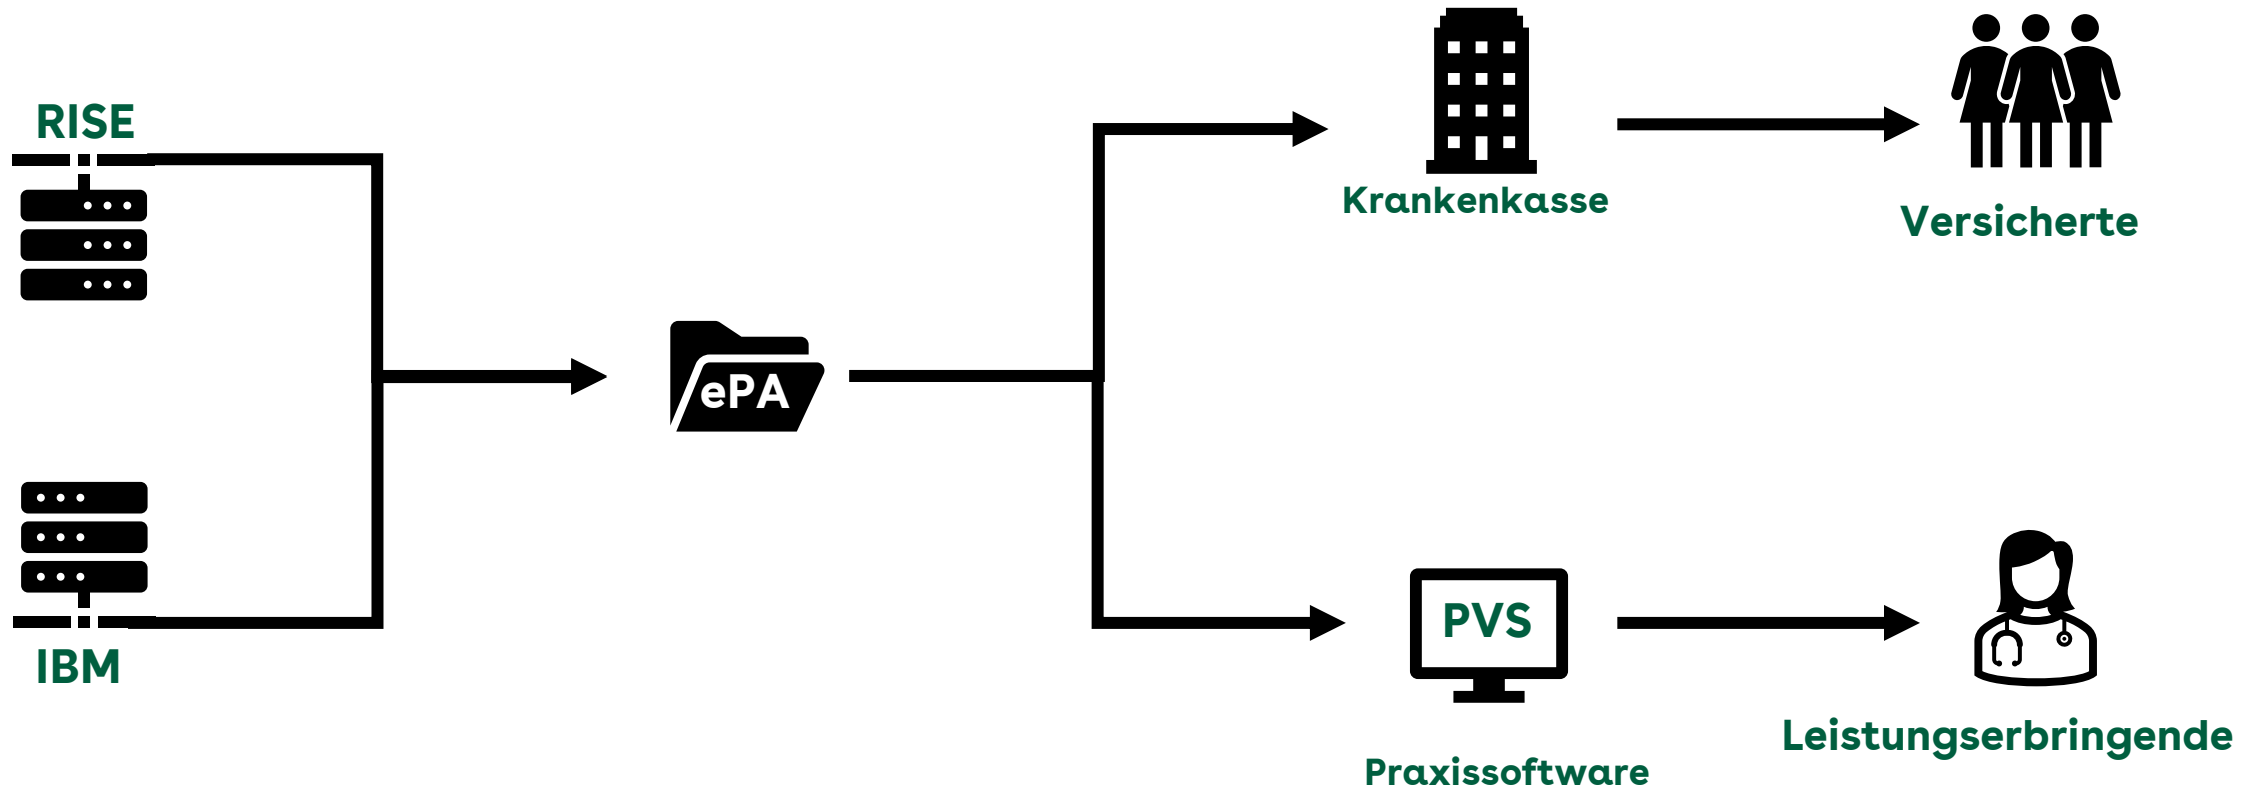 RISE
Krankenkasse
Versicherte
ePA
IBM
PVS
Praxissoftware
Leistungserbringende